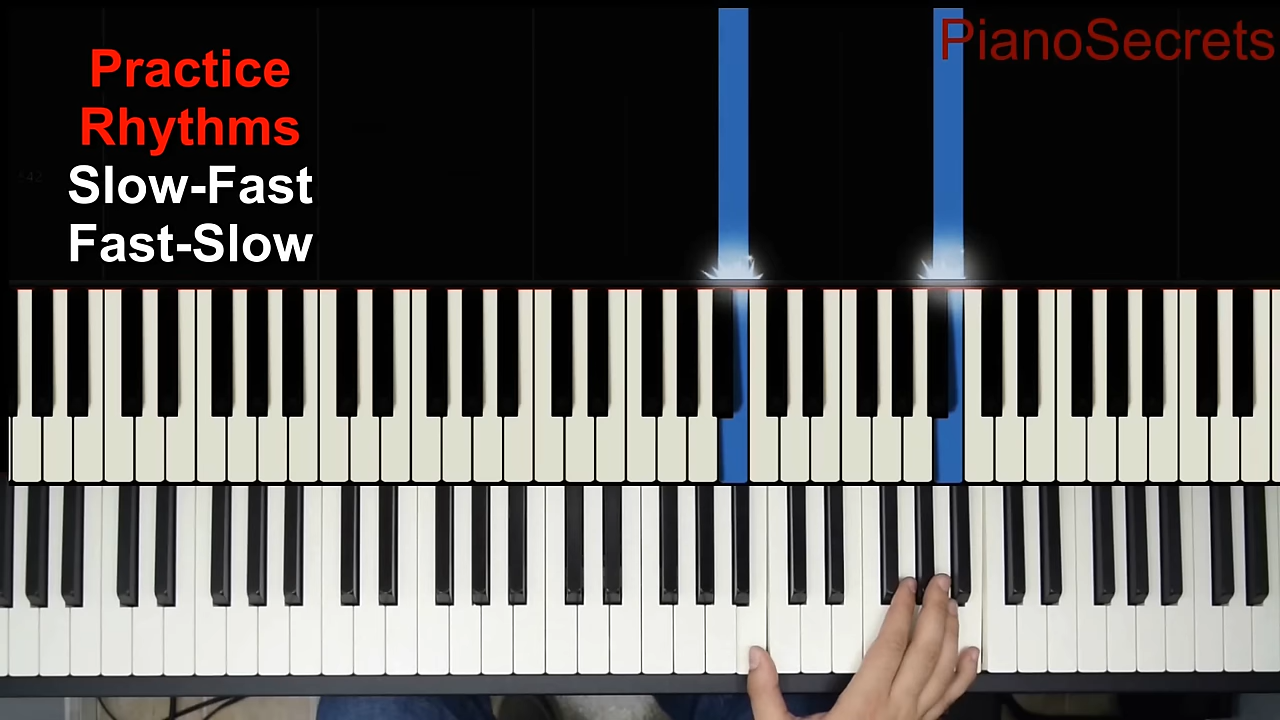 PianoSecrets
Practice
Rhythms
Slow-Fast
Fast-Slow